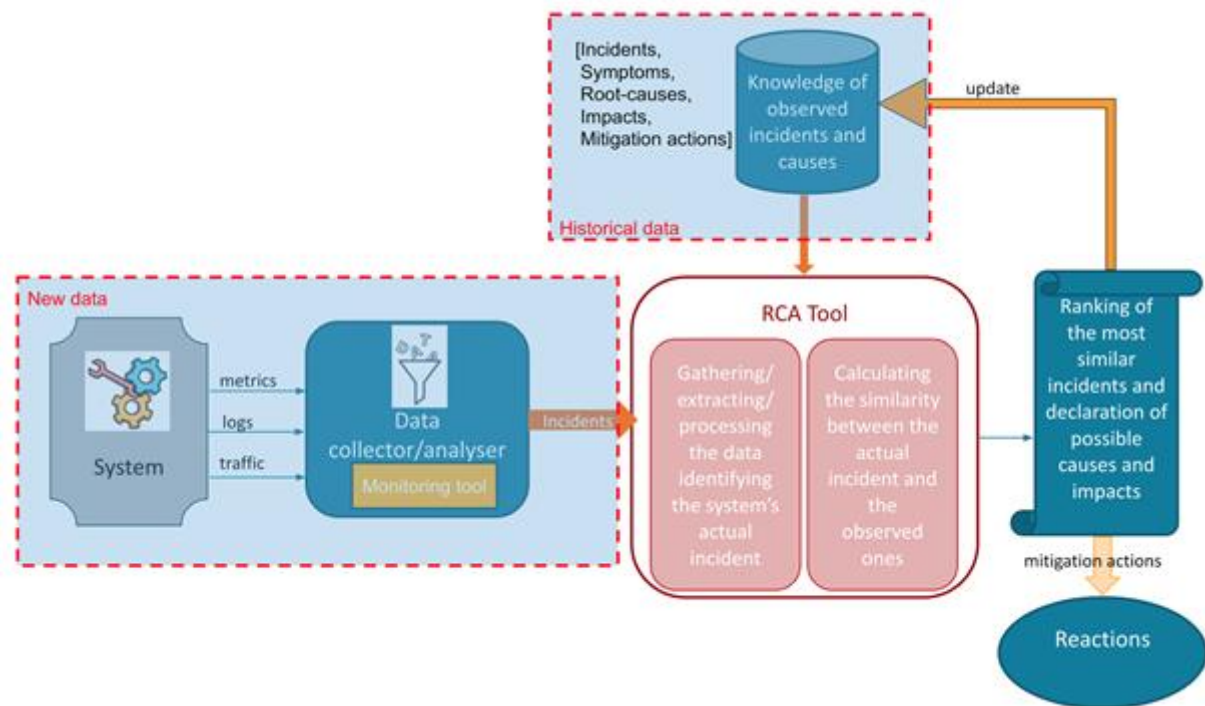 [Incidents,
Symptoms,
Root-causes,
Impacts,
Mitigation actions]
Knowledge of
observed
incidents and
causes
Historical data
update
New data
System
metrics
logs
traffic
DATA
Data
collector/analyser
Monitoring tool
Incidents
RCA Tool
Gathering/
extracting/
processing
the data
identifying
the system's
actual
incident
Calculating
the similarity
between the
actual
incident and
the
observed
ones
Ranking of
the most
similar
incidents and
declaration of
possible
causes and
impacts
mitigation actions
Reactions